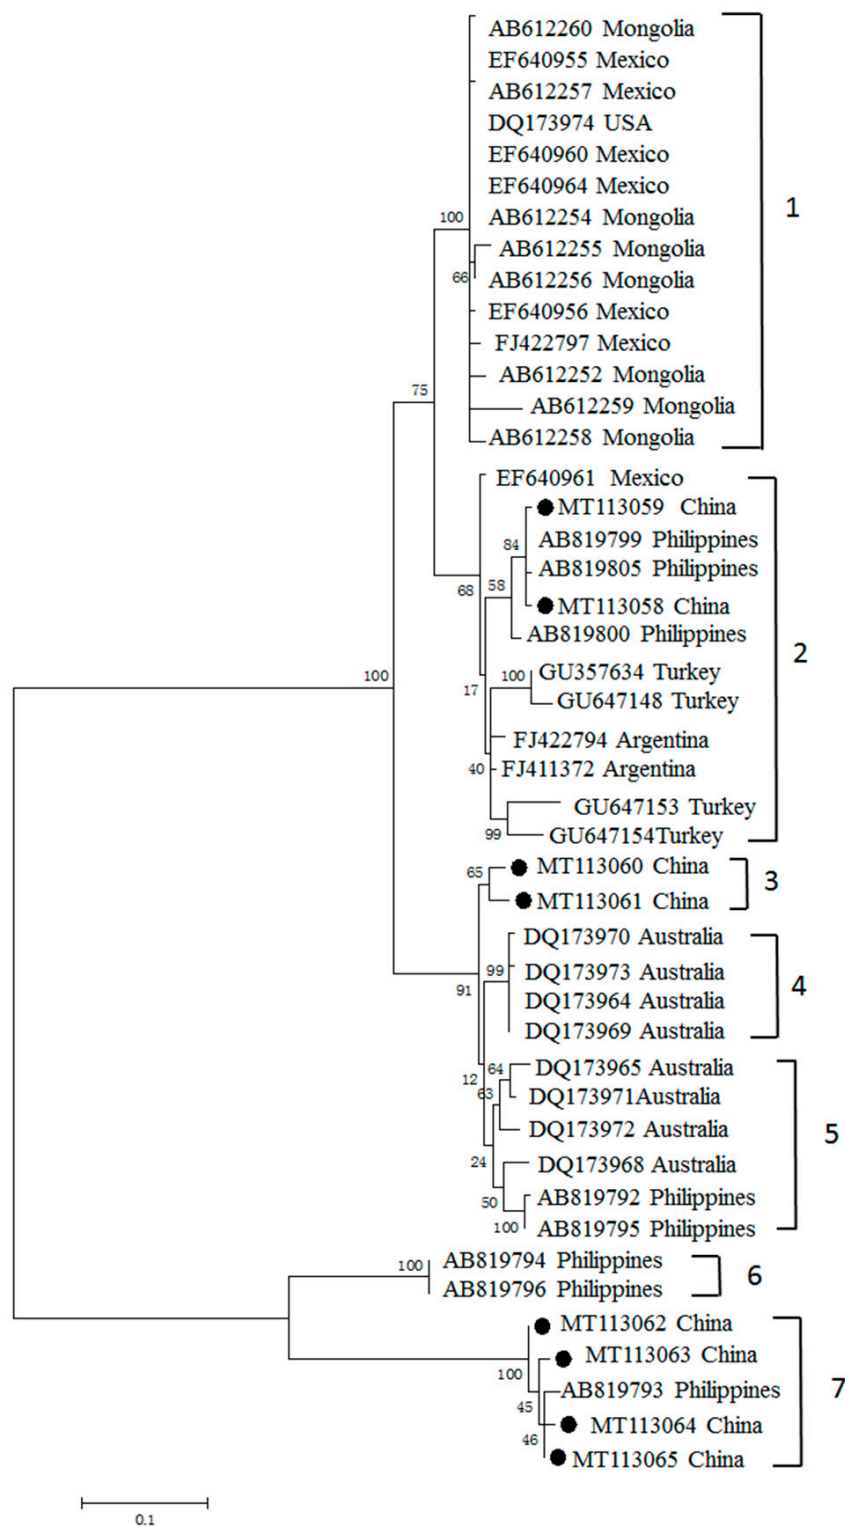 AB612260 Mongolia
EF640955 Mexico
AB612257 Mexico
DQ173974 USA
EF640960 Mexico
EF640964 Mexico
100
AB612254 Mongolia
1
AB612255 Mongolia
66
AB612256 Mongolia
EF640956 Mexico
FJ422797 Mexico
AB612252 Mongolia
75
AB612259 Mongolia
AB612258 Mongolia
EF640961 Mexico
MT113059 China
84
AB819799 Philippines
AB819805 Philippines
68
58
MT113058 China
AB819800 Philippines
2
100
GU357634 Turkey
100
17
GU647148 Turkey
FJ422794 Argentina
40
FJ411372 Argentina
GU647153 Turkey
99
GU647154Turkey
65
MT113060 China
3
MT113061 China
DQ173970 Australia
99
DQ173973 Australia
91
4
DQ173964 Australia
DQ173969 Australia
64
DQ173965 Australia
12
63
DQ173971Australia
DQ173972 Australia
5
24
DQ173968 Australia
50
AB819792 Philippines
100
AB819795 Philippines
100
AB819794 Philippines
6
AB819796 Philippines
MT113062 China
MT113063 China
100
AB819793 Philippines
7
45
MT113064 China
46
MT113065 China
0.1